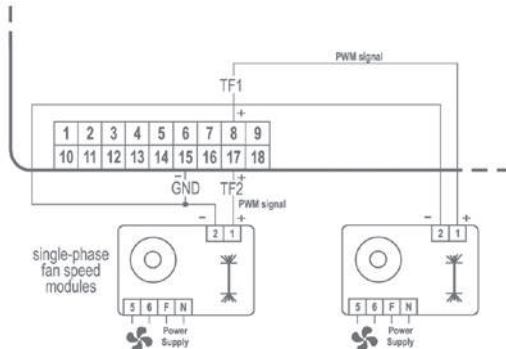 PWM signal
TF1
+
1 2 3 4 5 6 7 8 9
10 11 12 13 14 15 16 17 18
− +
GND TF2
PWM signal
− +
2 1
− +
2 1
single-phase
fan speed
modules
5 6 F N
Power
Supply
5 6 F N
Power
Supply